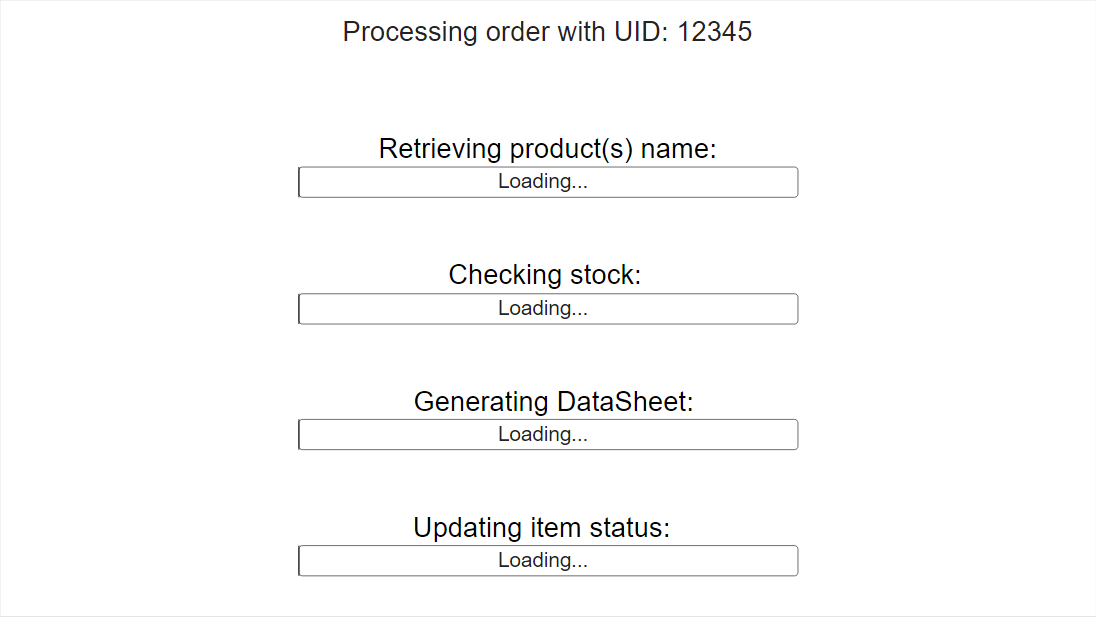 Processing order with UID: 12345
Retrieving product(s) name:
Loading...
Checking stock:
Loading...
Generating DataSheet:
Loading...
Updating item status:
Loading...